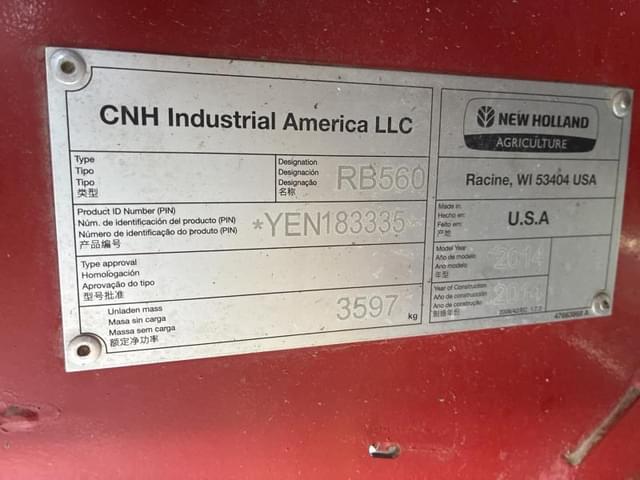 CNH Industrial America LLC
NEW HOLLAND
AGRICULTURE
Type
Tipo
Tipo
类型
Designation
Designación
Designação
名称
RB560
Racine, WI 53404 USA
Product ID Number (PIN)
Núm. de identificación del producto (PIN)
Número de identificação do produto (PIN)
产品编号
*YEN183335*
Made in:
Hecho en:
Feito em:
产地
U.S.A
Type approval
Homologación
Aprovação do tipo
型号批准
Model Year
Año de modelo
Ano modelo
年型
2014
Unladen mass
Masa sin carga
Massa sem carga
额定净功率
3597 kg
Year of Construction
Año de construcción
Ano de construção
制造年份
47663868 A